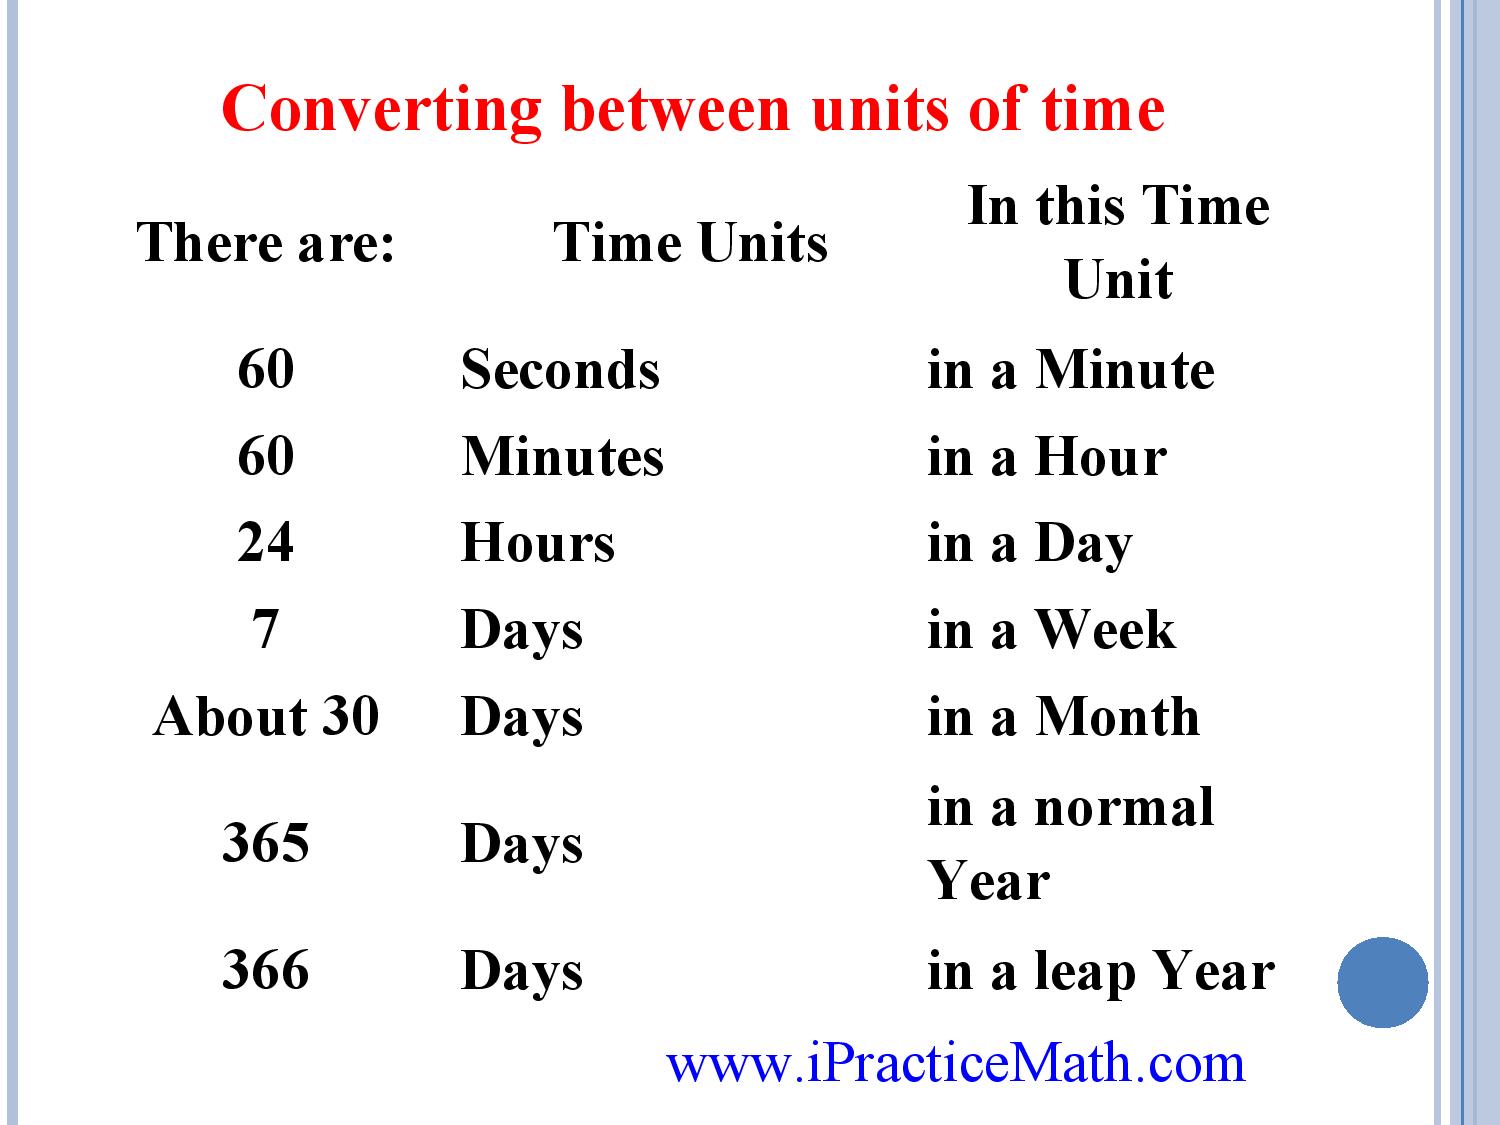 Converting between units of time
There are: Time Units In this Time Unit
60 Seconds in a Minute
60 Minutes in a Hour
24 Hours in a Day
7 Days in a Week
About 30 Days in a Month
365 Days in a normal Year
366 Days in a leap Year
www.iPracticeMath.com